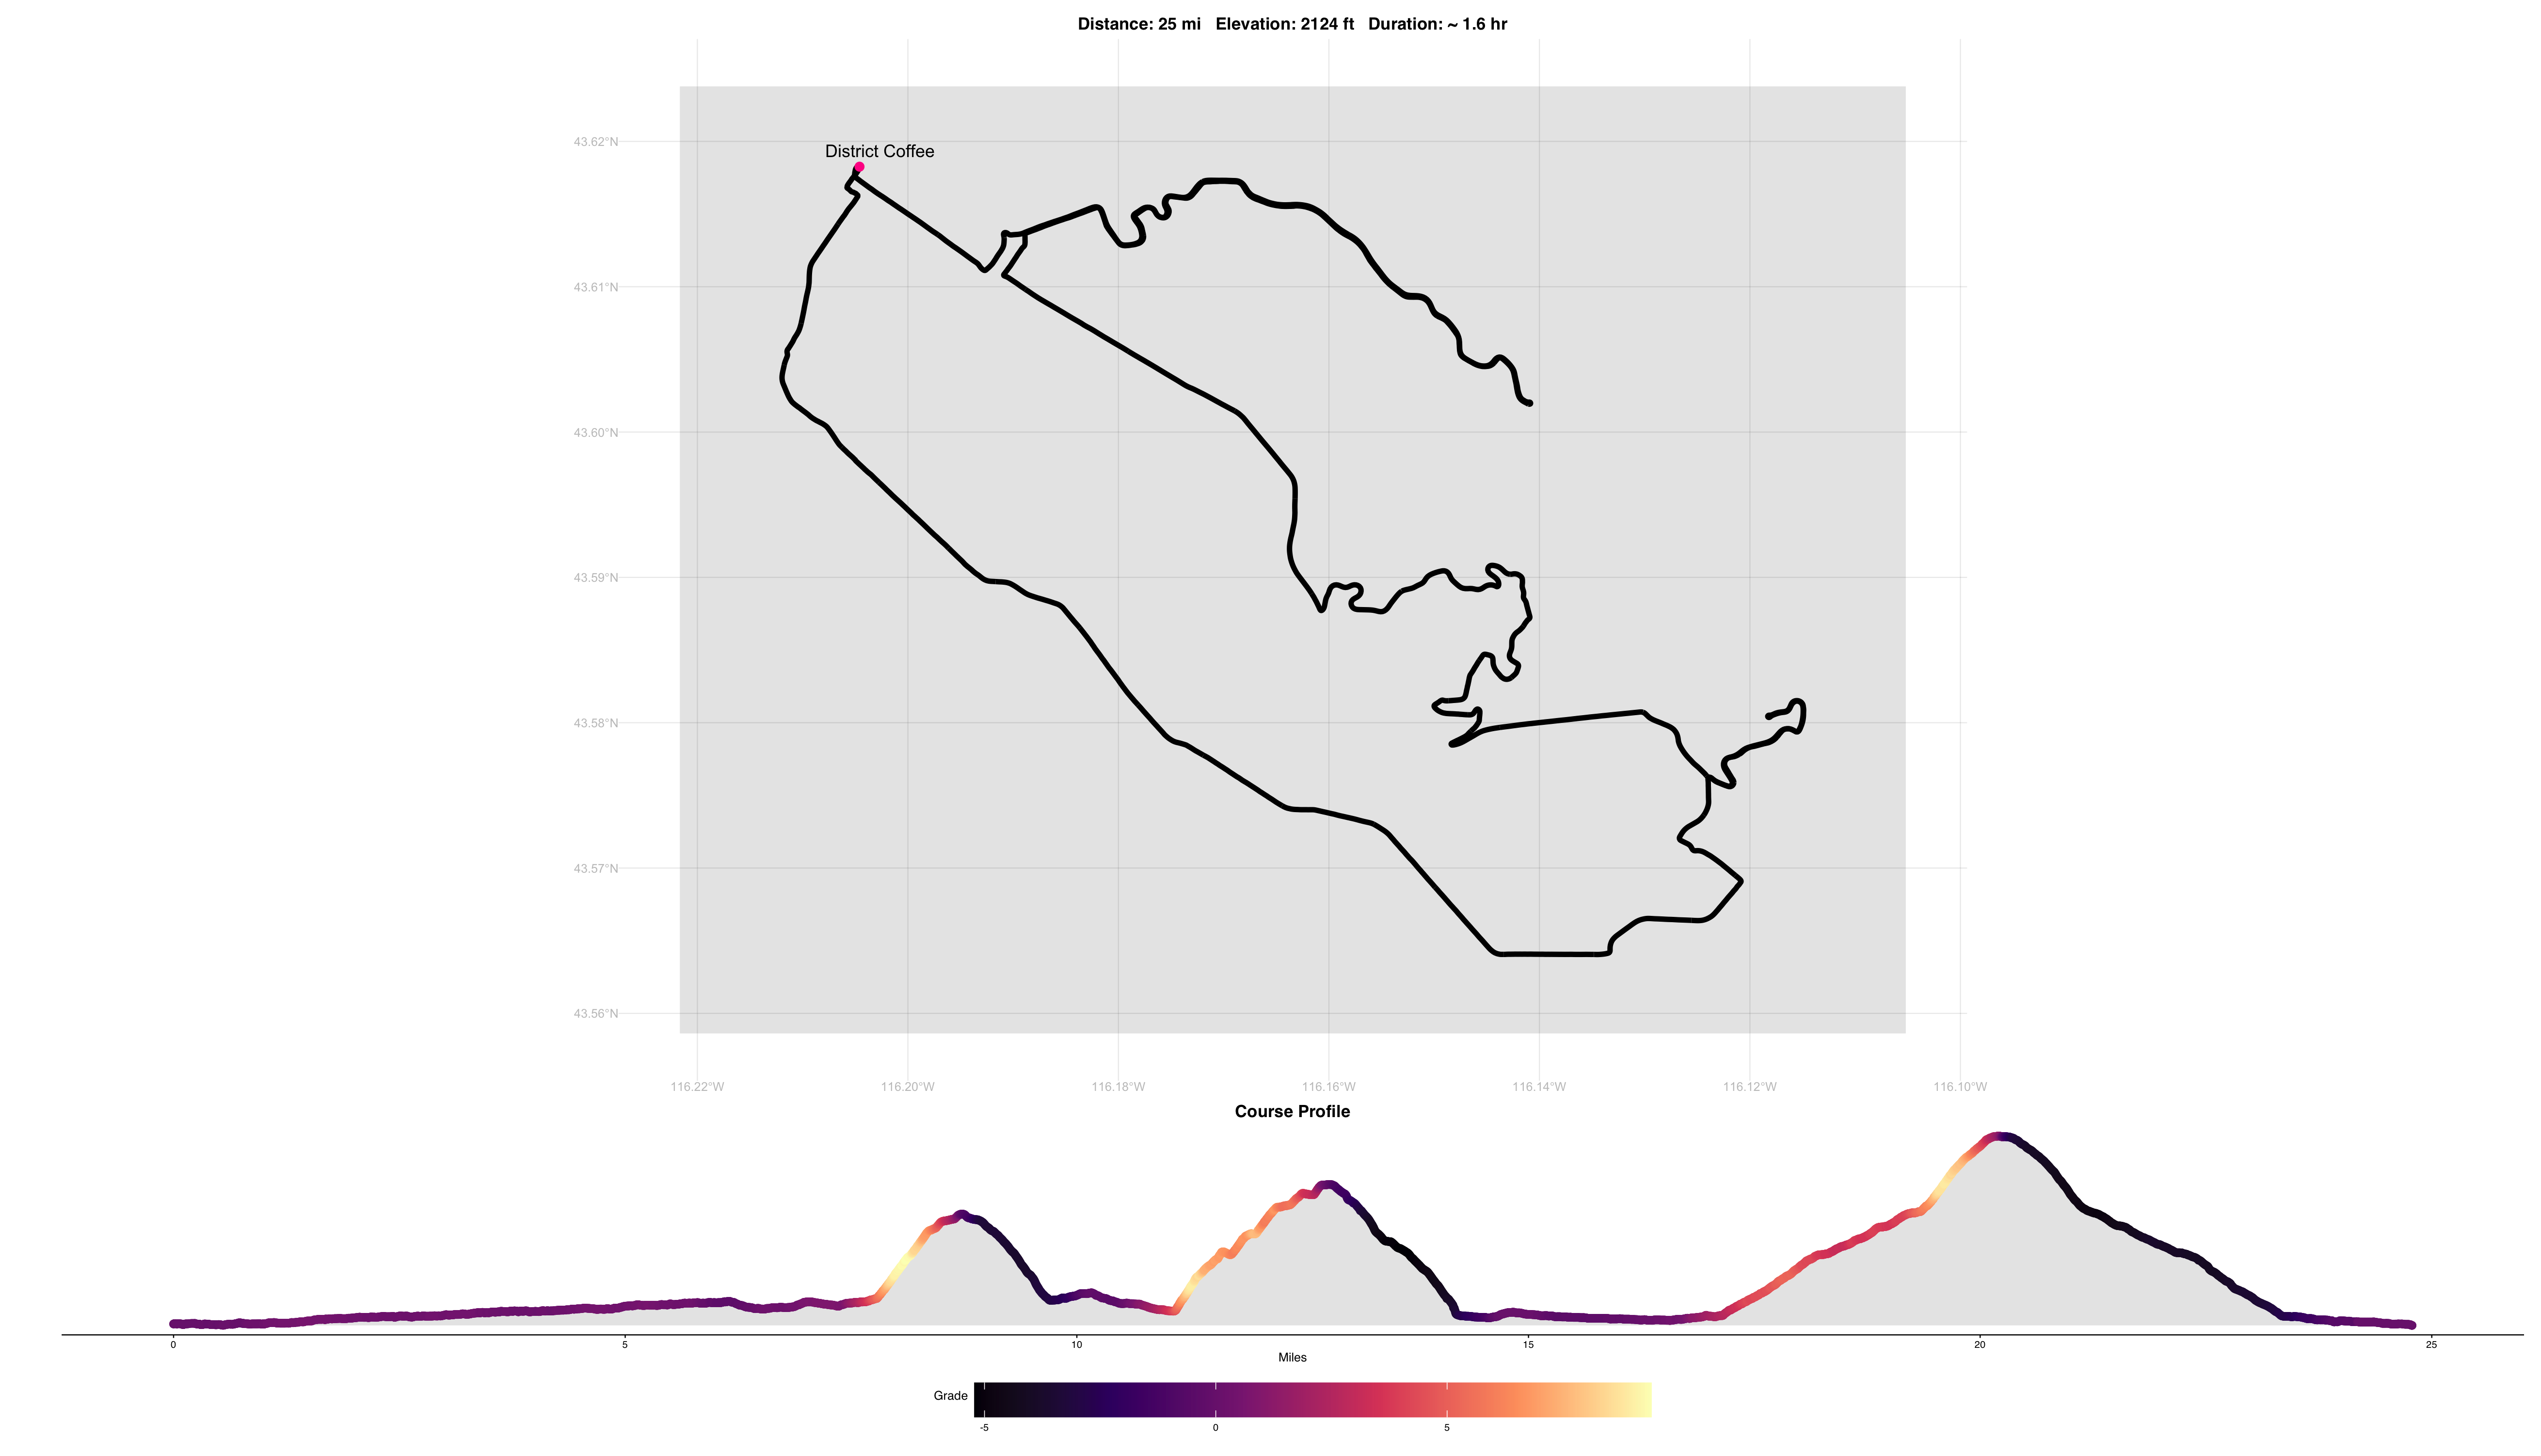 Distance: 25 mi   Elevation: 2124 ft   Duration: ~ 1.6 hr
43.62°N
District Coffee
43.61°N
43.60°N
43.59°N
43.58°N
43.57°N
43.56°N
116.22°W 116.20°W 116.18°W 116.16°W 116.14°W 116.12°W 116.10°W
Course Profile
0 5 10 15 20 25
Miles
Grade
-5 0 5